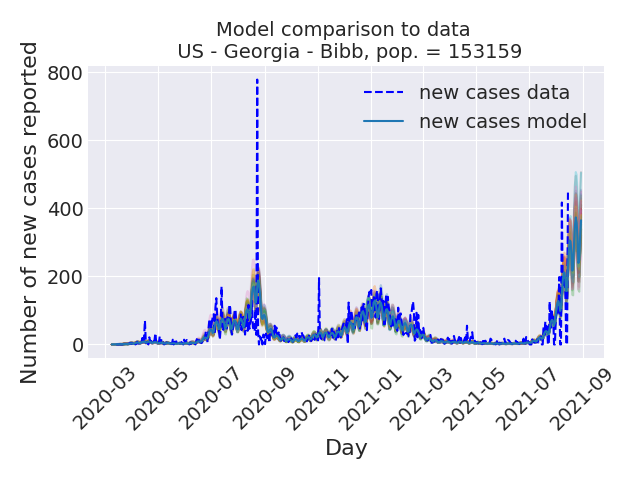 Model comparison to data
US - Georgia - Bibb, pop. = 153159
Number of new cases reported
800
600
400
200
0
new cases data
new cases model
2020-03
2020-05
2020-07
2020-09
2020-11
2021-01
2021-03
2021-05
2021-07
2021-09
Day